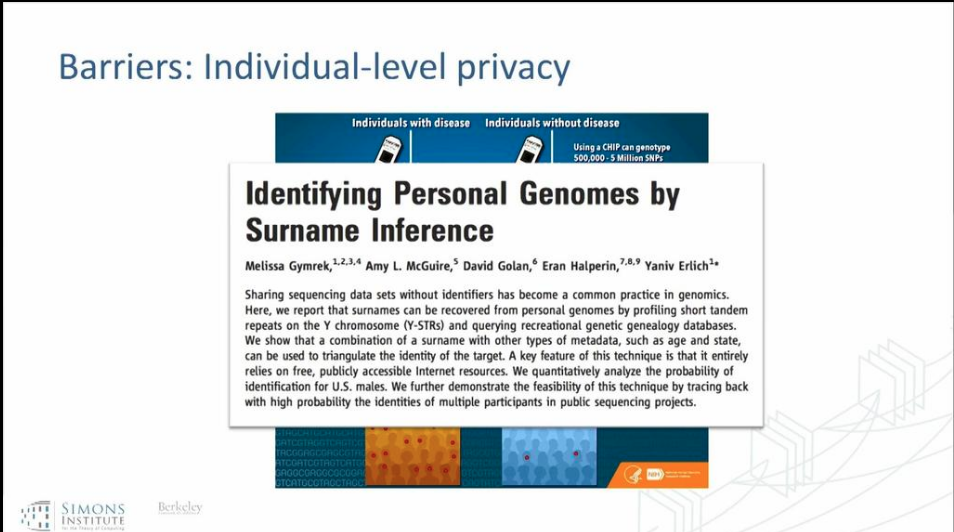 Barriers: Individual-level privacy
Individuals with disease
Individuals without disease
Using a CHIP can genotype
500,000 - 5 Million SNPs
Identifying Personal Genomes by
Surname Inference
Melissa Gymrek,1,2,3,4 Amy L. McGuire,5 David Golan,6 Eran Halperin,7,8,9 Yaniv Erlich1*
Sharing sequencing data sets without identifiers has become a common practice in genomics.
Here, we report that surnames can be recovered from personal genomes by profiling short tandem
repeats on the Y chromosome (Y-STRs) and querying recreational genetic genealogy databases.
We show that a combination of a surname with other types of metadata, such as age and state,
can be used to triangulate the identity of the target. A key feature of this technique is that it entirely
relies on free, publicly accessible Internet resources. We quantitatively analyze the probability of
identification for U.S. males. We further demonstrate the feasibility of this technique by tracing back
with high probability the identities of multiple participants in public sequencing projects.
NIH
SIMONS
INSTITUTE
for the Theory of Computing
Berkeley